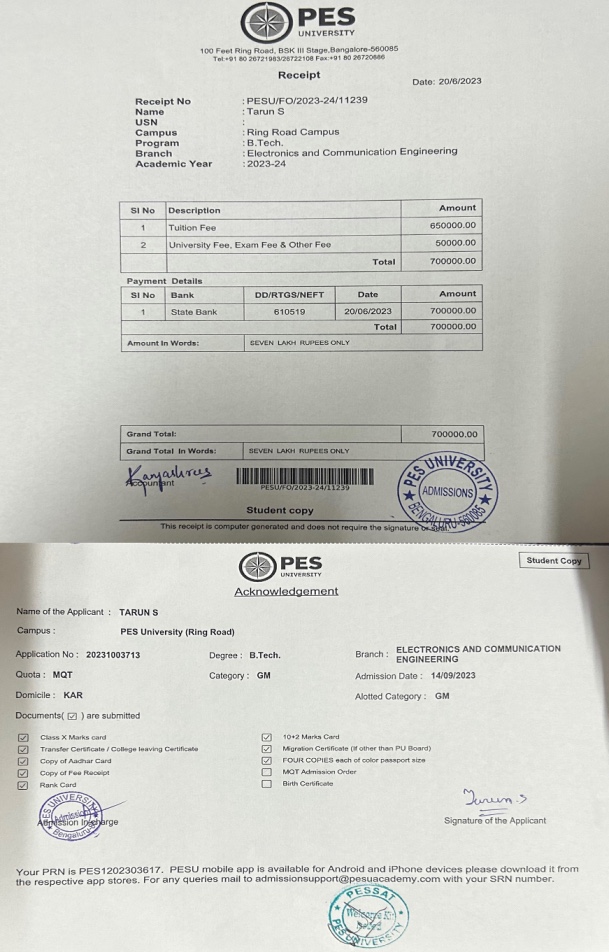 PES
UNIVERSITY
100 Feet Ring Road, BSK III Stage,Bangalore-560085
Tel:+91 80 26721983/26722108 Fax:+91 80 26720886
Receipt
Date: 20/6/2023
Receipt No : PESU/FO/2023-24/11239
Name : Tarun S
USN :
Campus : Ring Road Campus
Program : B.Tech.
Branch : Electronics and Communication Engineering
Academic Year : 2023-24
Sl No Description Amount
1 Tuition Fee 650000.00
2 University Fee, Exam Fee & Other Fee 50000.00
Total 700000.00
Payment Details
Sl No Bank DD/RTGS/NEFT Date Amount
1 State Bank 610519 20/06/2023 700000.00
Total 700000.00
Amount In Words: SEVEN LAKH RUPEES ONLY
Grand Total: 700000.00
Grand Total In Words: SEVEN LAKH RUPEES ONLY
Accountant
PESU/FO/2023-24/11239
PES UNIVERSITY
ADMISSIONS
BENGALURU-560085
Student copy
This receipt is computer generated and does not require the signature or seal.
PES
UNIVERSITY
Student Copy
Acknowledgement
Name of the Applicant : TARUN S
Campus : PES University (Ring Road)
Application No : 20231003713 Degree : B.Tech. Branch : ELECTRONICS AND COMMUNICATION
ENGINEERING
Quota : MQT Category : GM Admission Date : 14/09/2023
Domicile : KAR Alotted Category : GM
Documents( ☑ ) are submitted
☑ Class X Marks card ☑ 10+2 Marks Card
☑ Transfer Certificate / College leaving Certificate ☑ Migration Certificate (If other than PU Board)
☑ Copy of Aadhar Card ☑ FOUR COPIES each of color passport size
☑ Copy of Fee Receipt ☐ MQT Admission Order
☑ Rank Card ☐ Birth Certificate
PES UNIVERSITY
Admission
Bengaluru
Admission Incharge
Tarun.S
Signature of the Applicant
Your PRN is PES1202303617. PESU mobile app is available for Android and iPhone devices please download it from
the respective app stores. For any queries mail to admissionsupport@pesuacademy.com with your SRN number.
PESSAT
Welcome Kit
PES UNIVERSITY